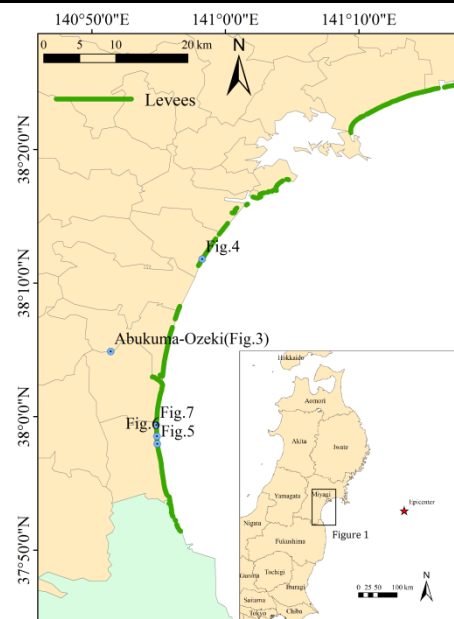 140°50'0"E 141°0'0"E 141°10'0"E
0 5 10 20 km
N
Levees
38°20'0"N
Fig.4
38°10'0"N
Abukuma-Ozeki(Fig.3)
38°0'0"N
Fig.7
Fig.6
Fig.5
37°50'0"N
Hokkaido
Aomori
Akita
Iwate
Yamagata
Miyagi
Epicenter
Niigata
Figure 1
Fukushima
Tochigi
Gunma
Ibaragi
Saitama
Tokyo
Chiba
0 25 50 100 km
N